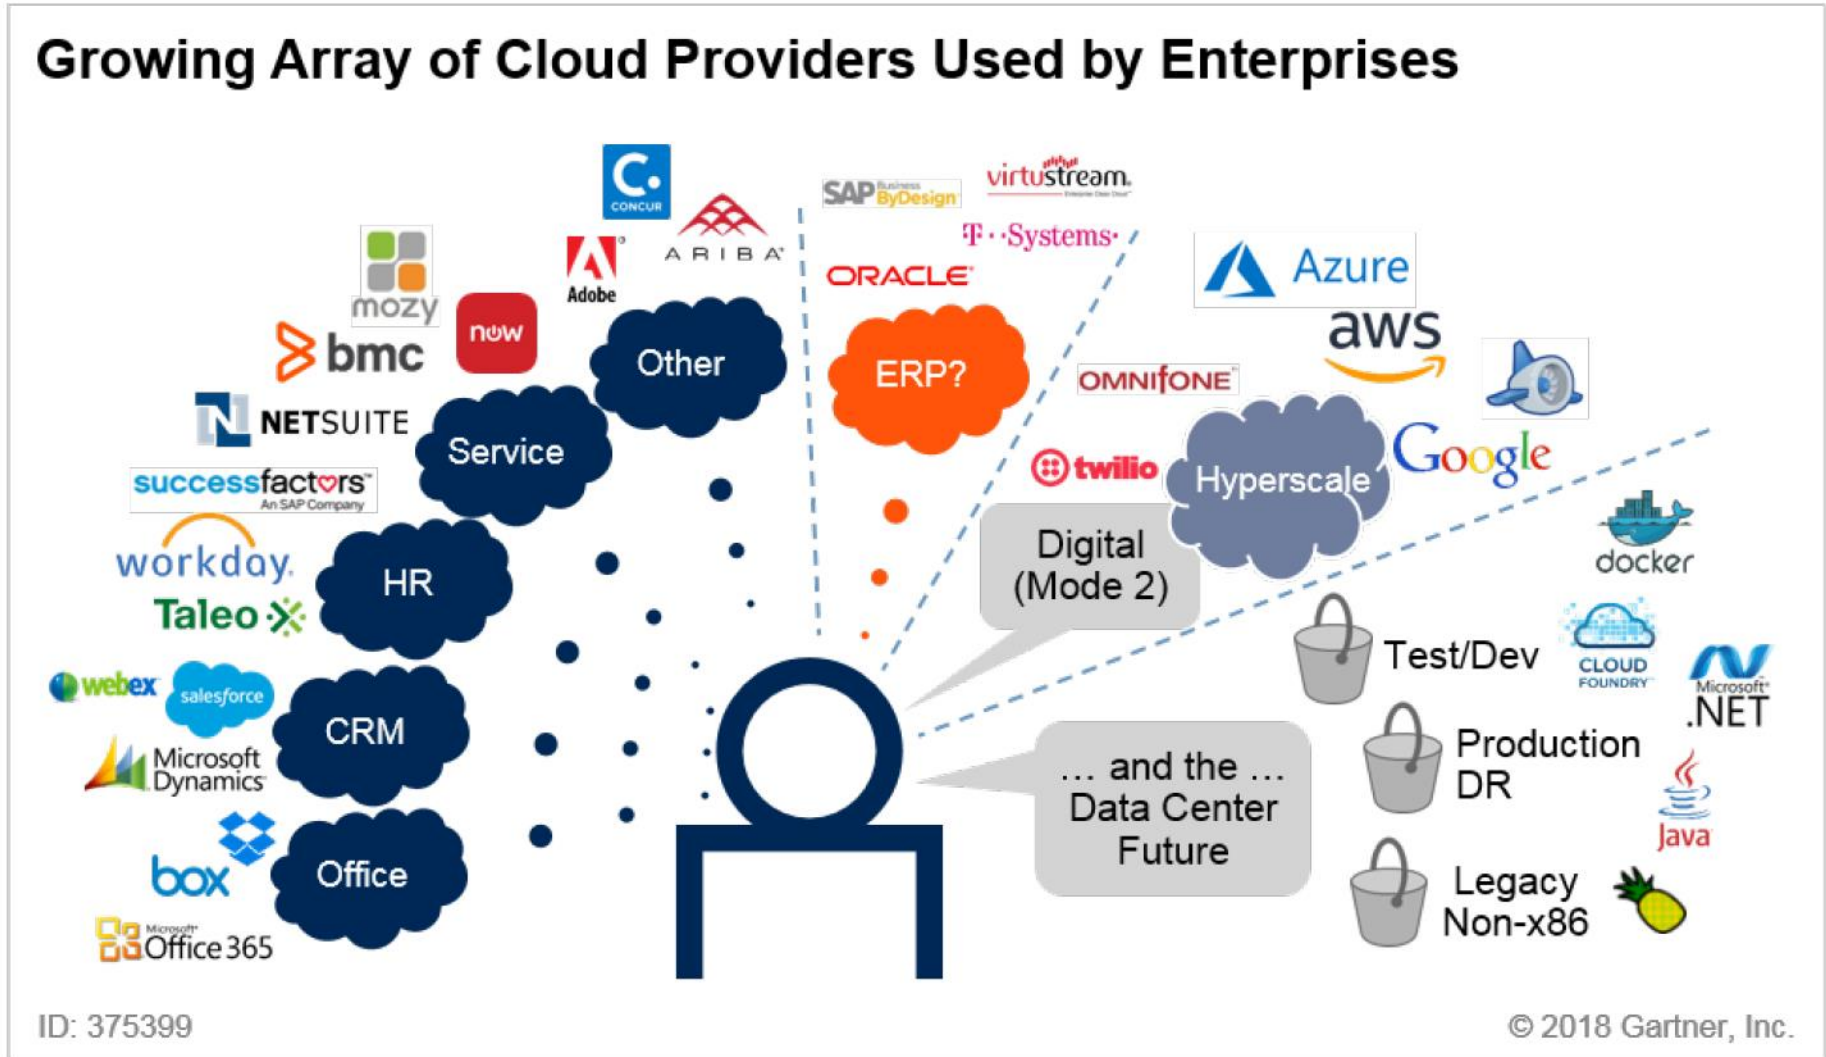 Growing Array of Cloud Providers Used by Enterprises
C.
CONCUR
ARIBA
Adobe
SAP Business ByDesign
virtustream.
T··Systems·
ORACLE
mozy
bmc
now
NETSUITE
successfactors™
An SAP Company
workday.
Taleo
webex
salesforce
Microsoft
Dynamics
box
Microsoft
Office 365
Other
Service
HR
CRM
Office
ERP?
Azure
aws
OMNIFONE
twilio
Google
Hyperscale
Digital
(Mode 2)
... and the ...
Data Center
Future
docker
Test/Dev
CLOUD
FOUNDRY
Microsoft
.NET
Production
DR
Java
Legacy
Non-x86
ID: 375399
© 2018 Gartner, Inc.